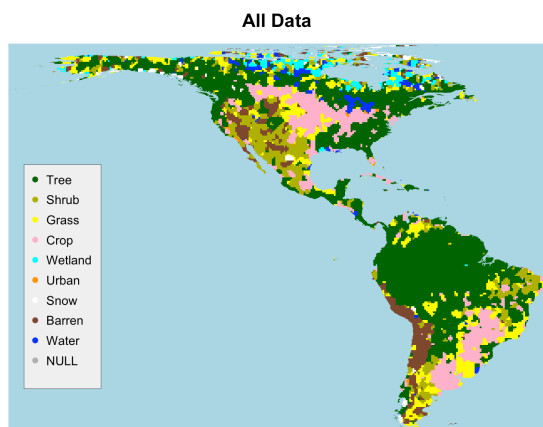 All Data
Tree
Shrub
Grass
Crop
Wetland
Urban
Snow
Barren
Water
NULL